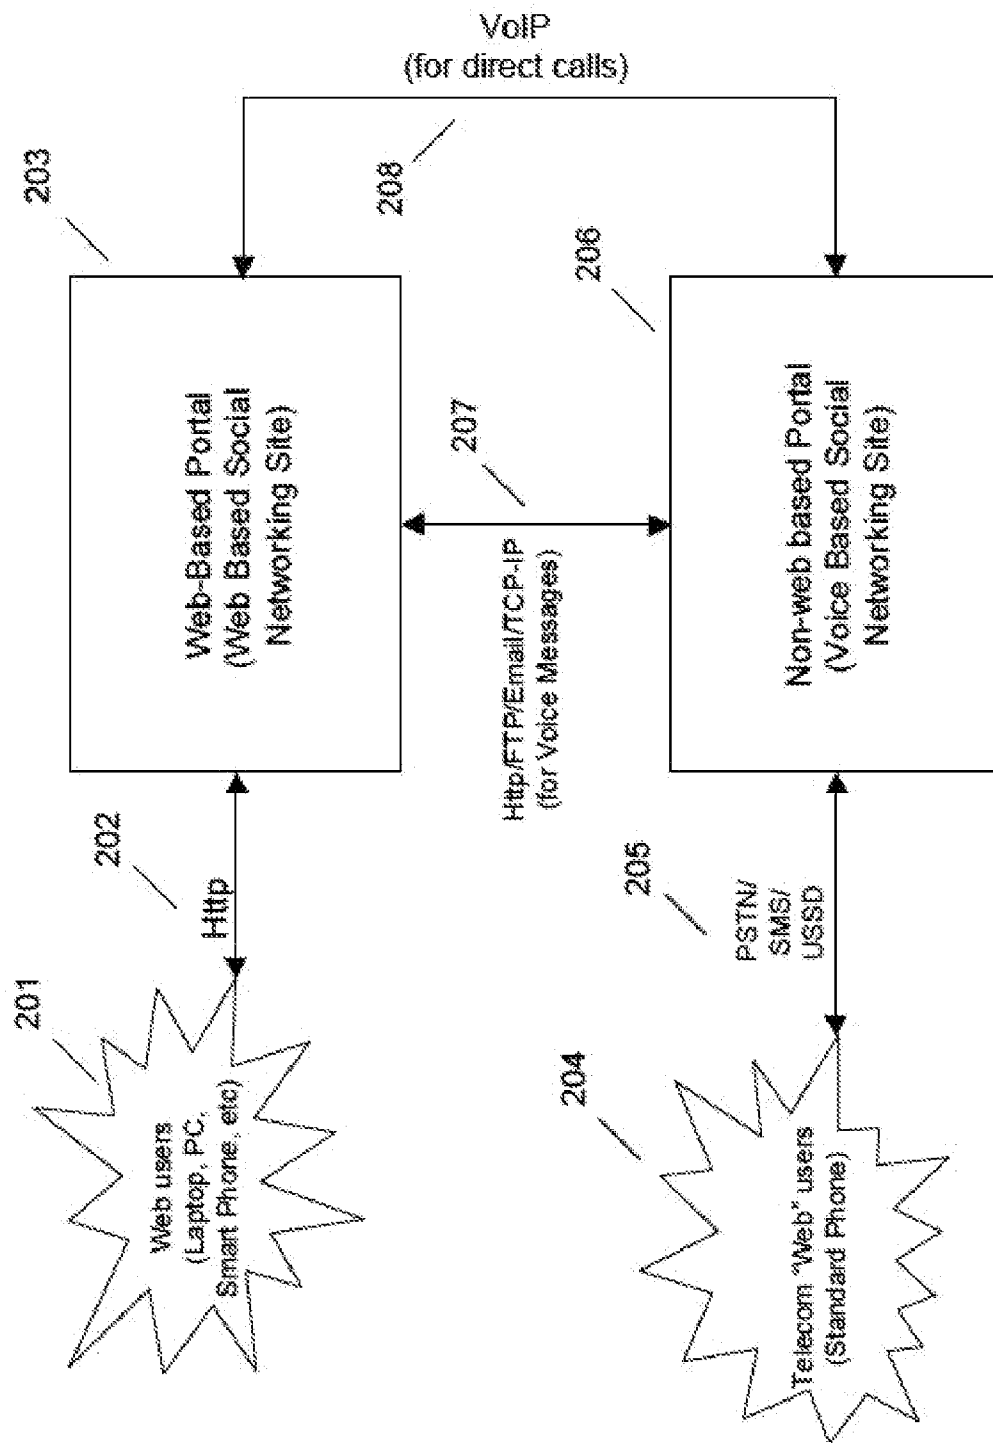 VoIP
(for direct calls)
208
203
Web-Based Portal
(Web Based Social
Networking Site)
207
Http/FTP/Email/TCP-IP
(for Voice Messages)
206
Non-web based Portal
(Voice Based Social
Networking Site)
202
Http
205
PSTN/
SMS/
USSD
201
Web users
(Laptop, PC,
Smart Phone, etc)
204
Telecom "Web" users
(Standard Phone)